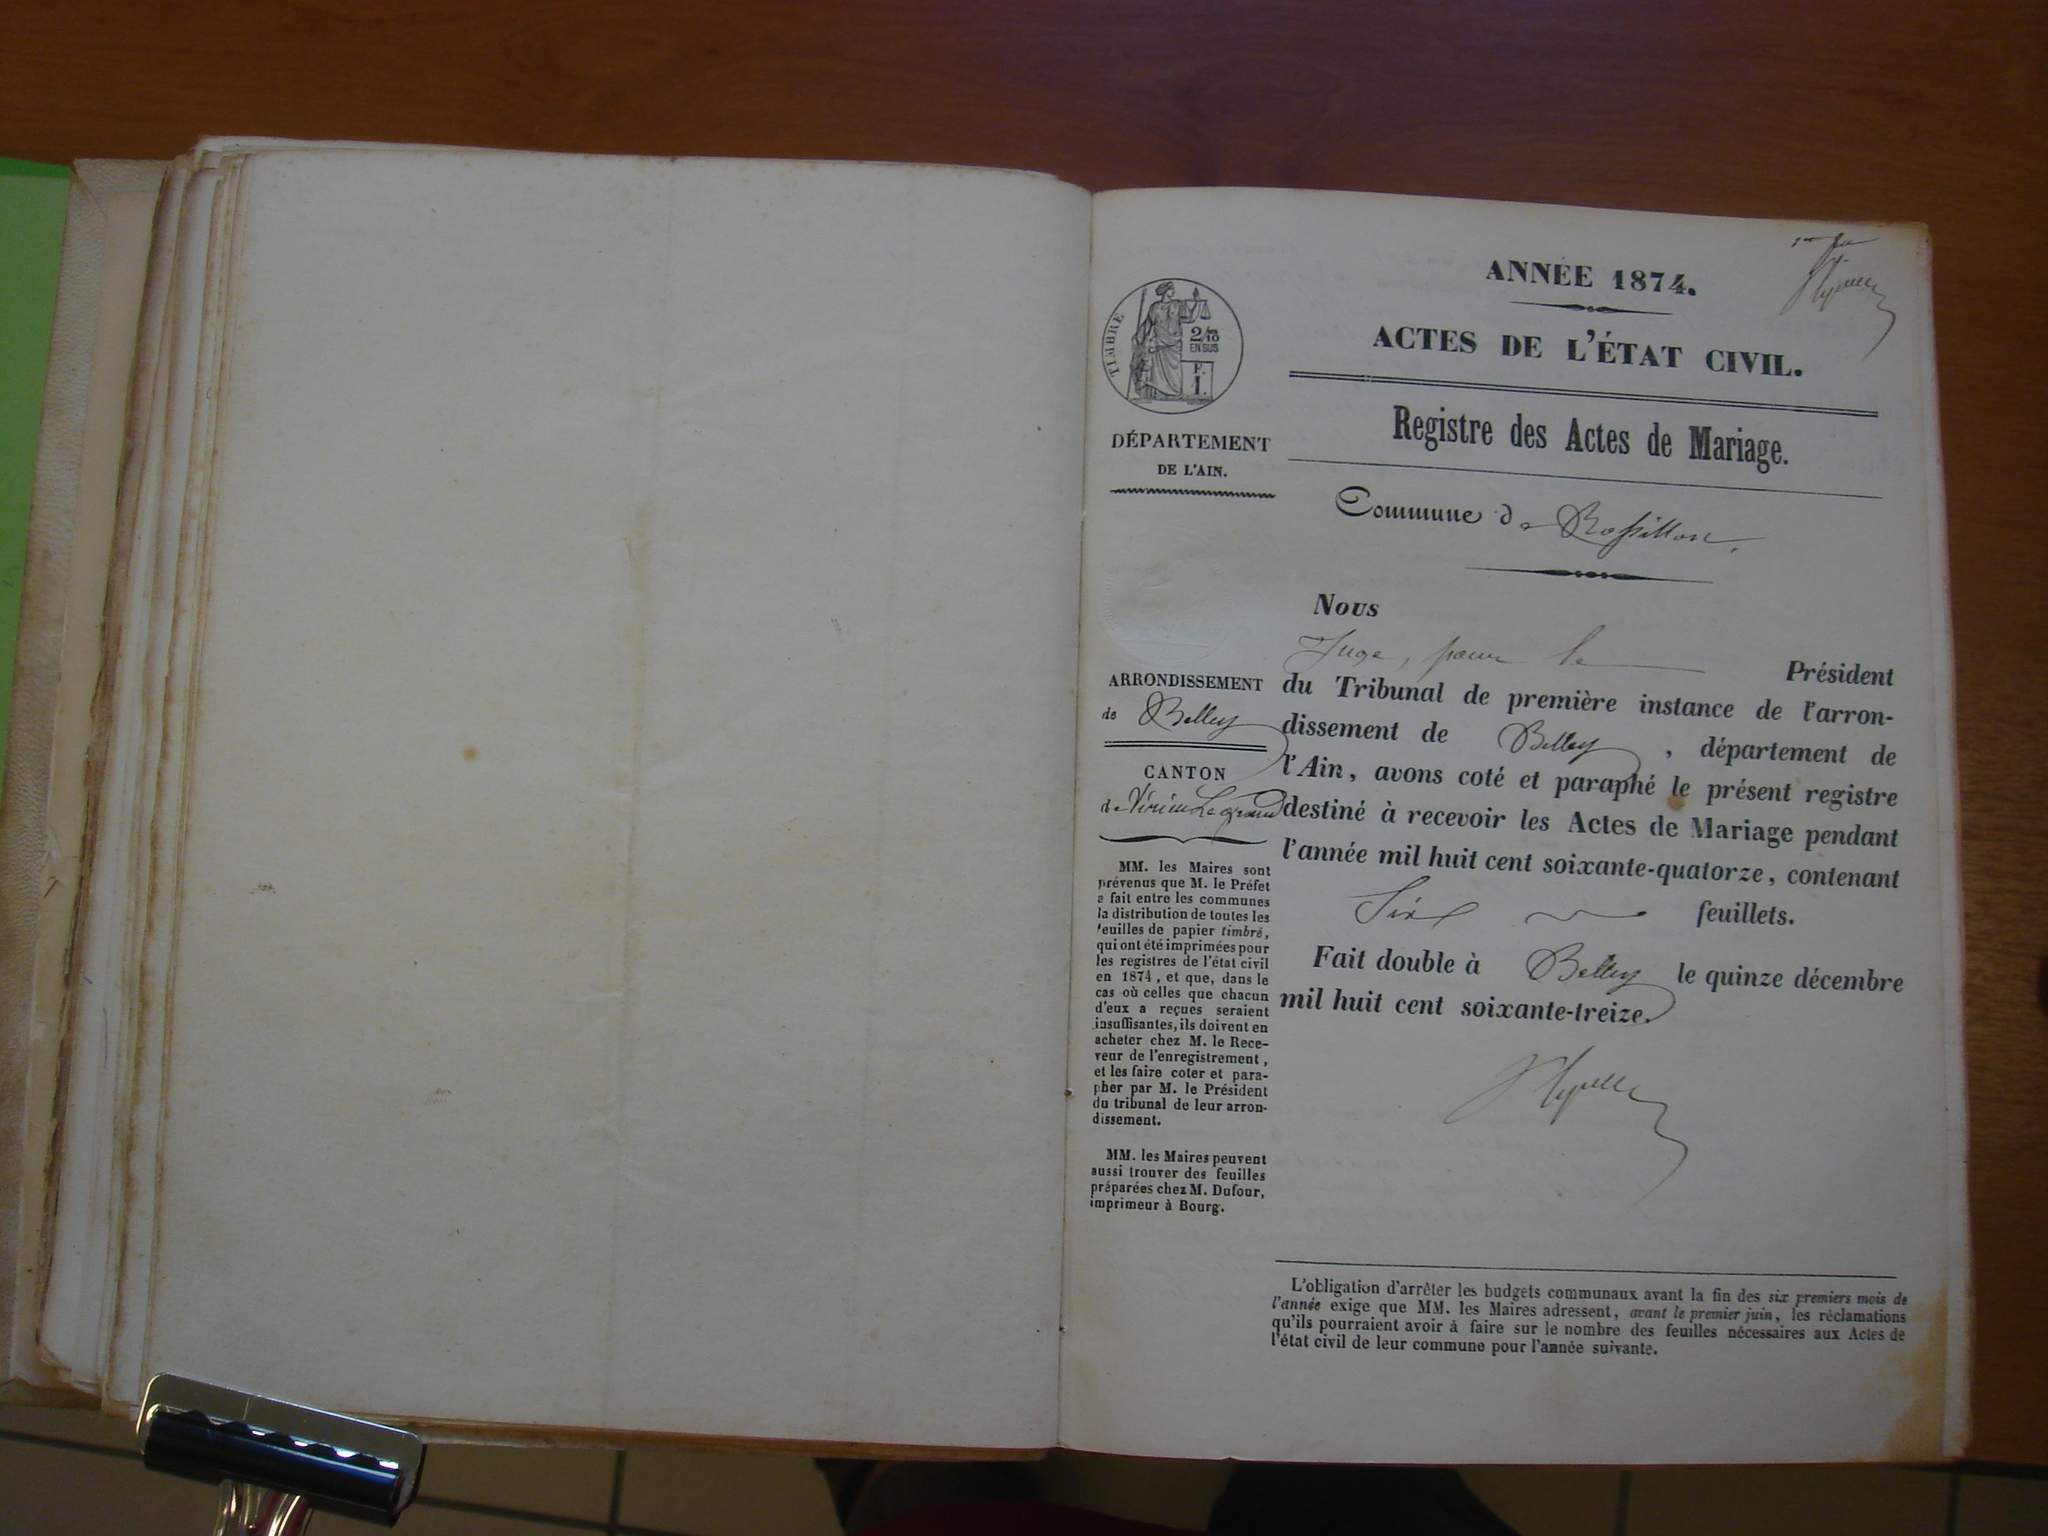 ANNÉE 1874.
ACTES DE L'ÉTAT CIVIL.
Registre des Actes de Mariage.
Commune de Rossillon.
TIMBRE
2/10
EN SUS
F.
1.
DÉPARTEMENT
DE L'AIN.
ARRONDISSEMENT
de Belley
CANTON
de Virieu Le grand
MM. les Maires sont
prévenus que M. le Préfet
a fait entre les communes
la distribution de toutes les
feuilles de papier timbré,
qui ont été imprimées pour
les registres de l'état civil
en 1874, et que, dans le
cas où celles que chacun
d'eux a reçues seraient
insuffisantes, ils doivent en
acheter chez M. le Rece-
veur de l'enregistrement,
et les faire coter et para-
pher par M. le Président
du tribunal de leur arron-
dissement.
MM. les Maires peuvent
aussi trouver des feuilles
préparées chez M. Dufour,
imprimeur à Bourg.
Nous
Juge, pour le Président
du Tribunal de première instance de l'arron-
dissement de Belley, département de
l'Ain, avons coté et paraphé le présent registre
destiné à recevoir les Actes de Mariage pendant
l'année mil huit cent soixante-quatorze, contenant
Six feuillets.
Fait double à Belley le quinze décembre
mil huit cent soixante-treize.
L'obligation d'arrêter les budgets communaux avant la fin des six premiers mois de
l'année exige que MM. les Maires adressent, avant le premier juin, les réclamations
qu'ils pourraient avoir à faire sur le nombre des feuilles nécessaires aux Actes de
l'état civil de leur commune pour l'année suivante.